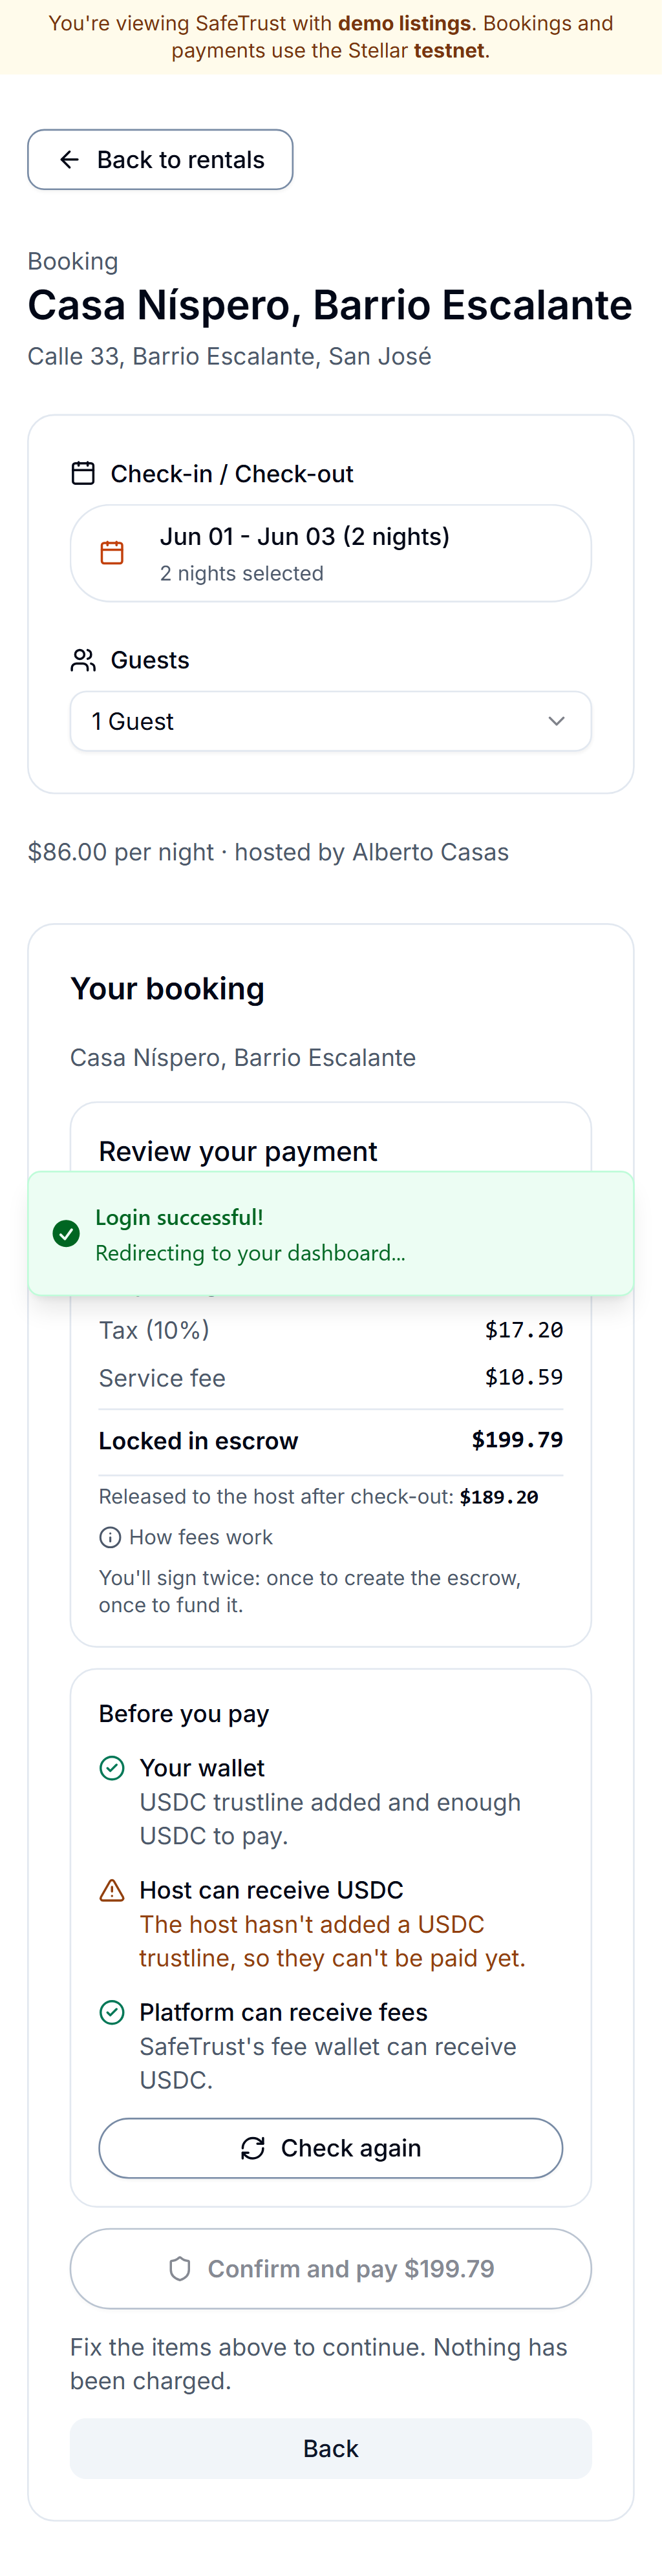 You're viewing SafeTrust with demo listings. Bookings and
payments use the Stellar testnet.
Back to rentals
Booking
Casa Níspero, Barrio Escalante
Calle 33, Barrio Escalante, San José
Check-in / Check-out
Jun 01 - Jun 03 (2 nights)
2 nights selected
Guests
1 Guest
$86.00 per night · hosted by Alberto Casas
Your booking
Casa Níspero, Barrio Escalante
Review your payment
Login successful!
Redirecting to your dashboard...
Tax (10%) $17.20
Service fee $10.59
Locked in escrow $199.79
Released to the host after check-out: $189.20
How fees work
You'll sign twice: once to create the escrow,
once to fund it.
Before you pay
Your wallet
USDC trustline added and enough
USDC to pay.
Host can receive USDC
The host hasn't added a USDC
trustline, so they can't be paid yet.
Platform can receive fees
SafeTrust's fee wallet can receive
USDC.
Check again
Confirm and pay $199.79
Fix the items above to continue. Nothing has
been charged.
Back